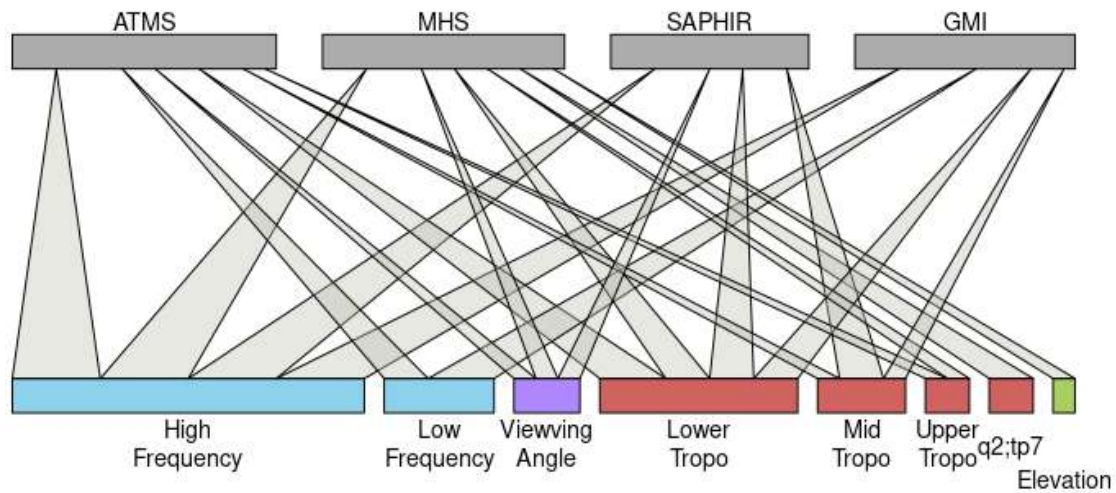 ATMS
MHS
SAPHIR
GMI
High
Frequency
Low
Frequency
Viewving
Angle
Lower
Tropo
Mid
Tropo
Upper
Tropo
q2;tp7
Elevation